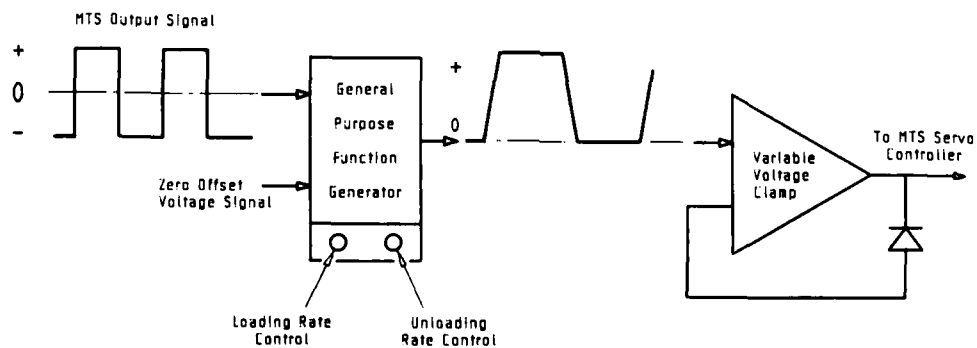 MTS Output Signal
+
0
-
General
Purpose
Function
Generator
Zero Offset
Voltage Signal
Loading Rate
Control
Unloading
Rate Control
+
0
Variable
Voltage
Clamp
To MTS Servo
Controller